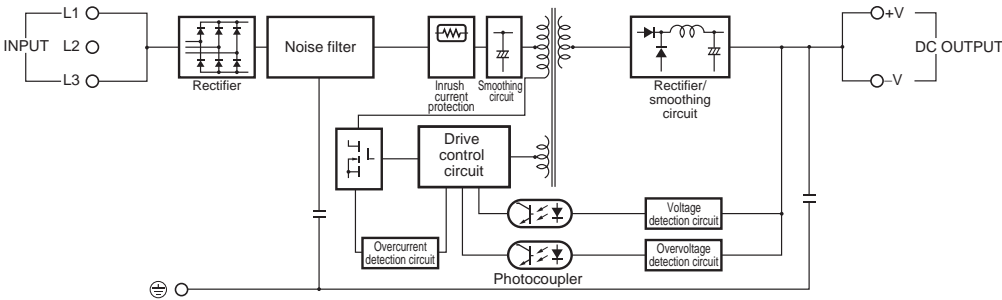 L1
INPUT
L2
L3
Rectifier
Noise filter
Inrush
current
protection
Smoothing
circuit
Rectifier/
smoothing
circuit
+V
DC OUTPUT
−V
Drive
control
circuit
Overcurrent
detection circuit
Voltage
detection circuit
Overvoltage
detection circuit
Photocoupler